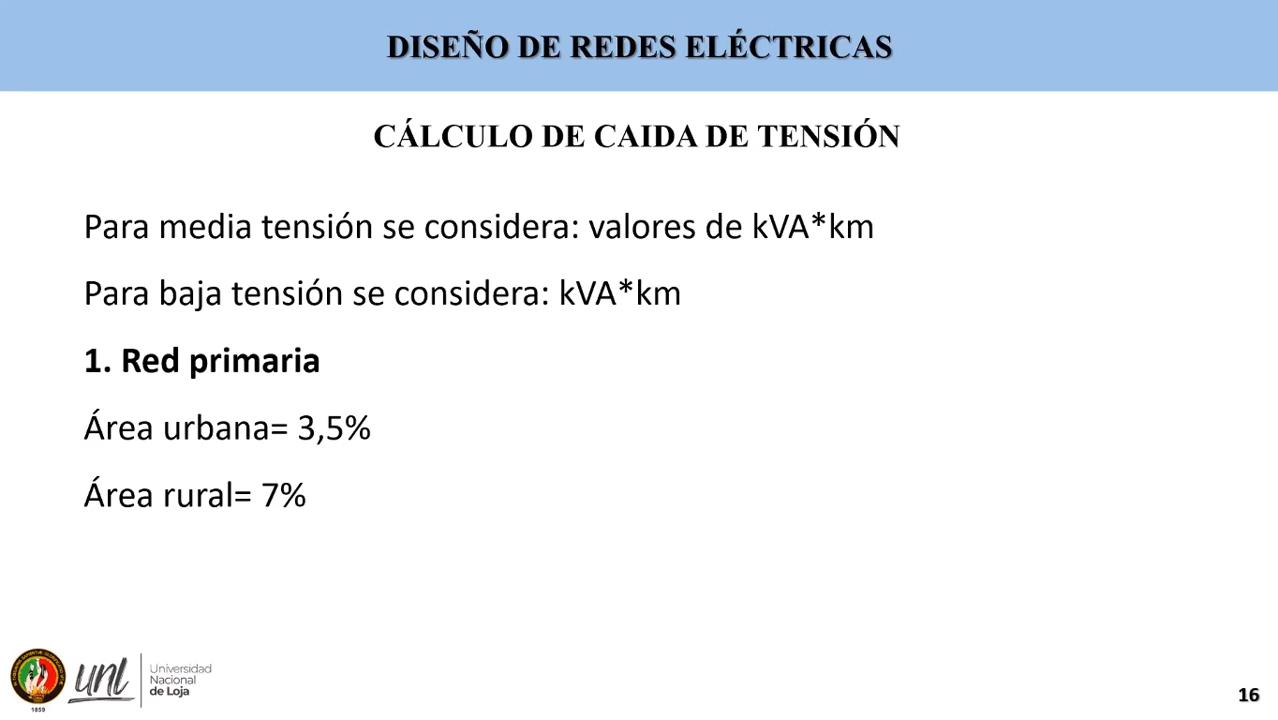 DISEÑO DE REDES ELÉCTRICAS
CÁLCULO DE CAIDA DE TENSIÓN
Para media tensión se considera: valores de kVA*km
Para baja tensión se considera: kVA*km
1. Red primaria
Área urbana= 3,5%
Área rural= 7%
1859
unl
Universidad
Nacional
de Loja
16